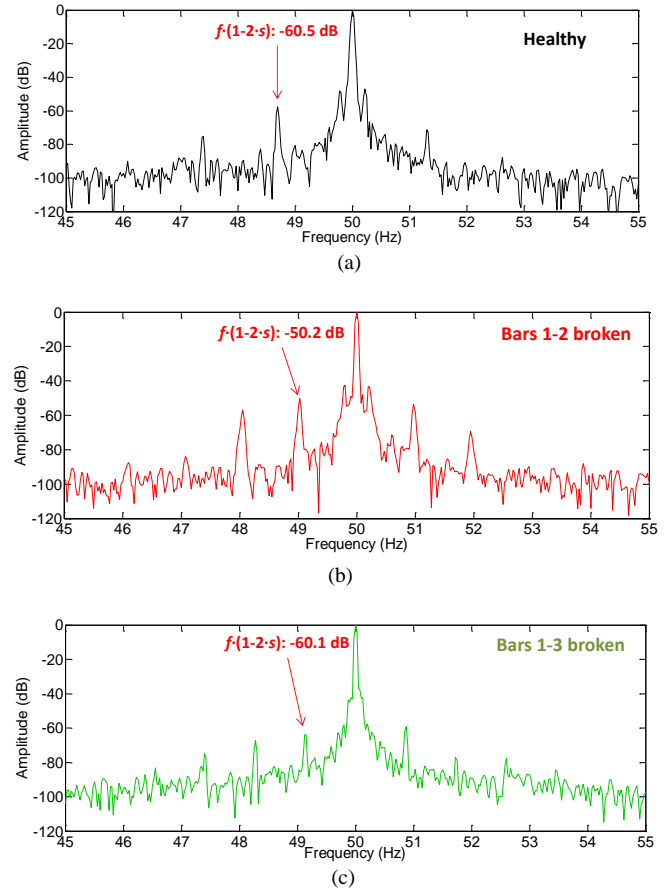 f·(1-2·s): -60.5 dB
Healthy
Amplitude (dB)
0
-20
-40
-60
-80
-100
-120
45 46 47 48 49 50 51 52 53 54 55
Frequency (Hz)
(a)
f·(1-2·s): -50.2 dB
Bars 1-2 broken
Amplitude (dB)
0
-20
-40
-60
-80
-100
-120
45 46 47 48 49 50 51 52 53 54 55
Frequency (Hz)
(b)
f·(1-2·s): -60.1 dB
Bars 1-3 broken
Amplitude (dB)
0
-20
-40
-60
-80
-100
-120
45 46 47 48 49 50 51 52 53 54 55
Frequency (Hz)
(c)